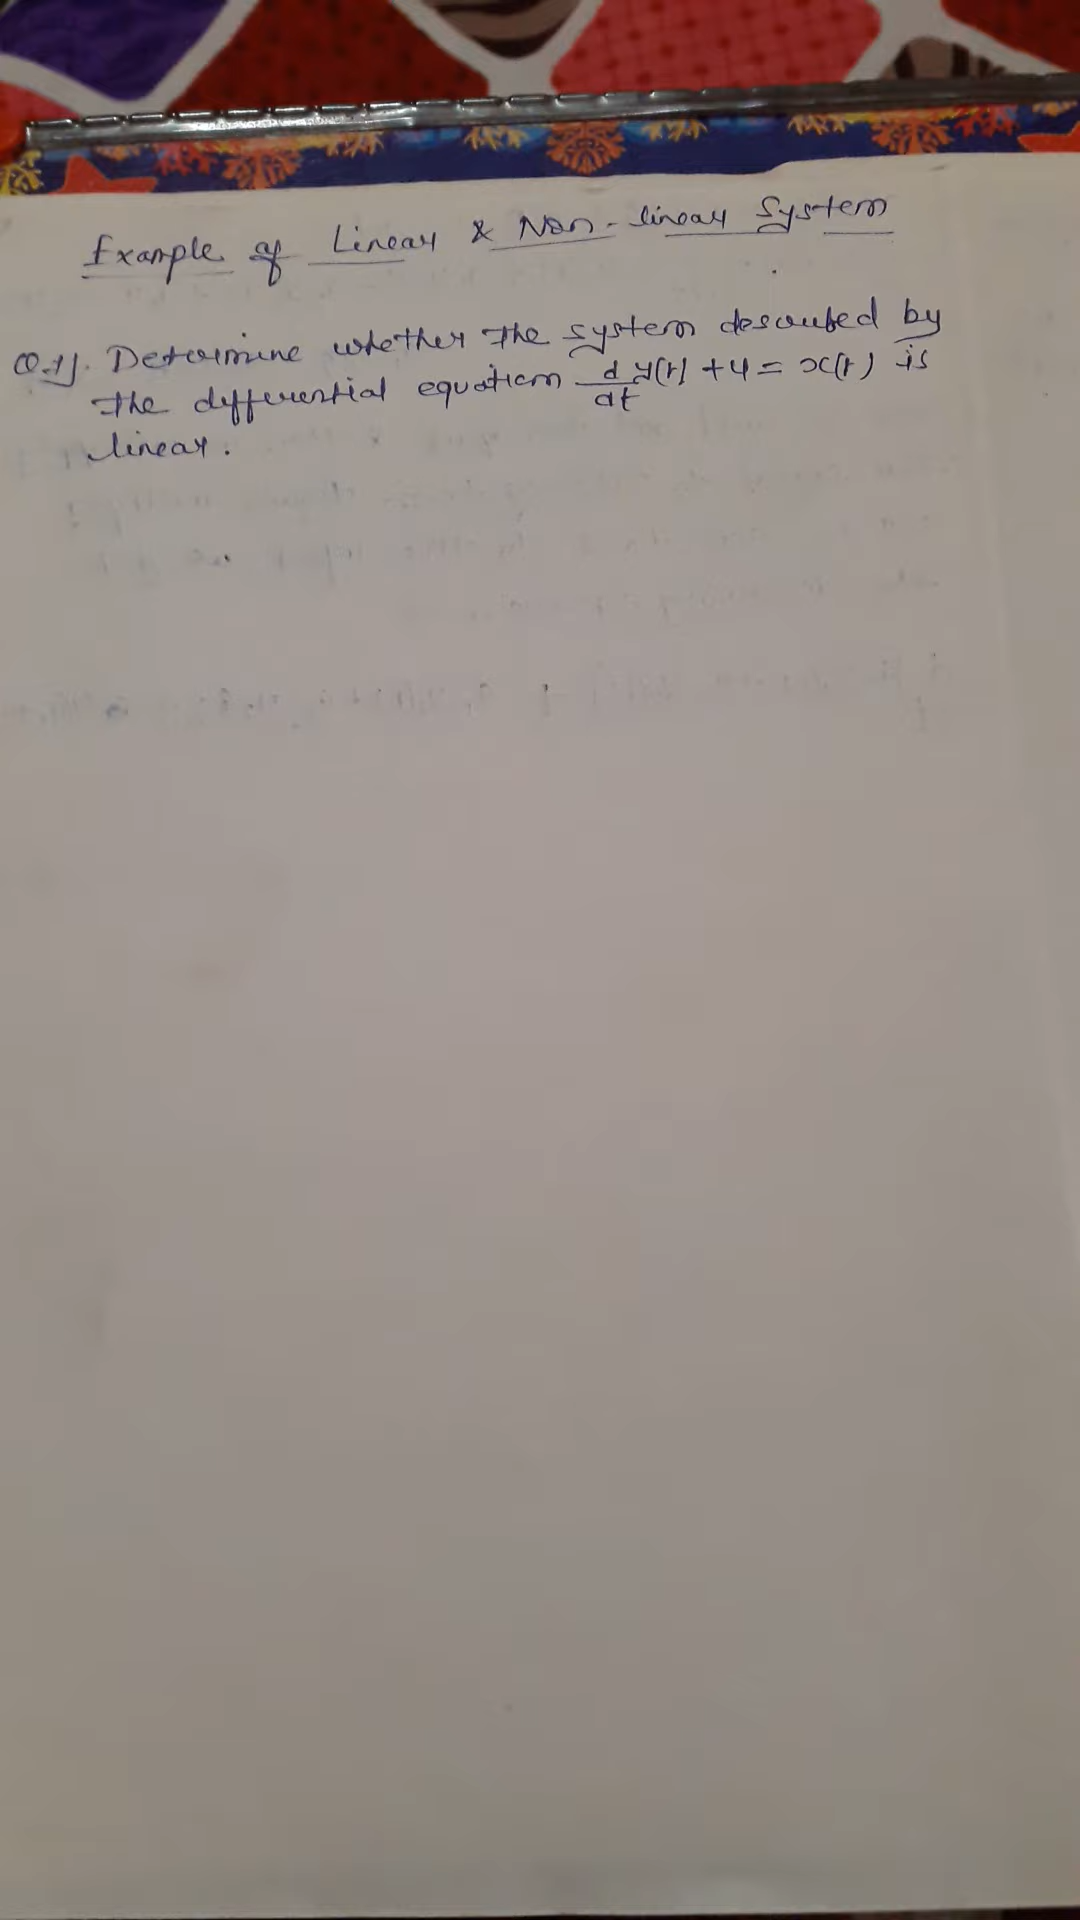 Example of Linear & Non-linear System
Q.1]. Determine whether the system described by
the differential equation d/dt y(t) + 4 = x(t) is
linear.